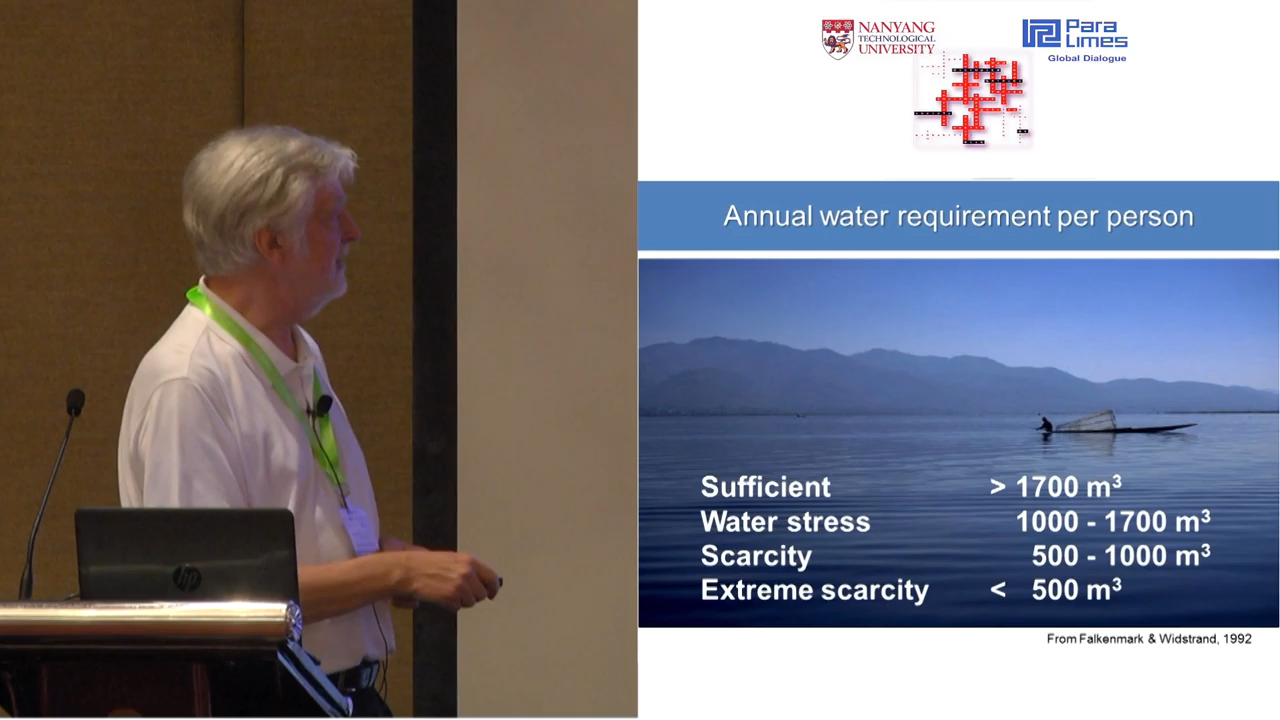 NANYANG
TECHNOLOGICAL
UNIVERSITY
Para
Limes
Global Dialogue
Annual water requirement per person
Sufficient > 1700 m³
Water stress 1000 - 1700 m³
Scarcity 500 - 1000 m³
Extreme scarcity < 500 m³
From Falkenmark & Widstrand, 1992
hp